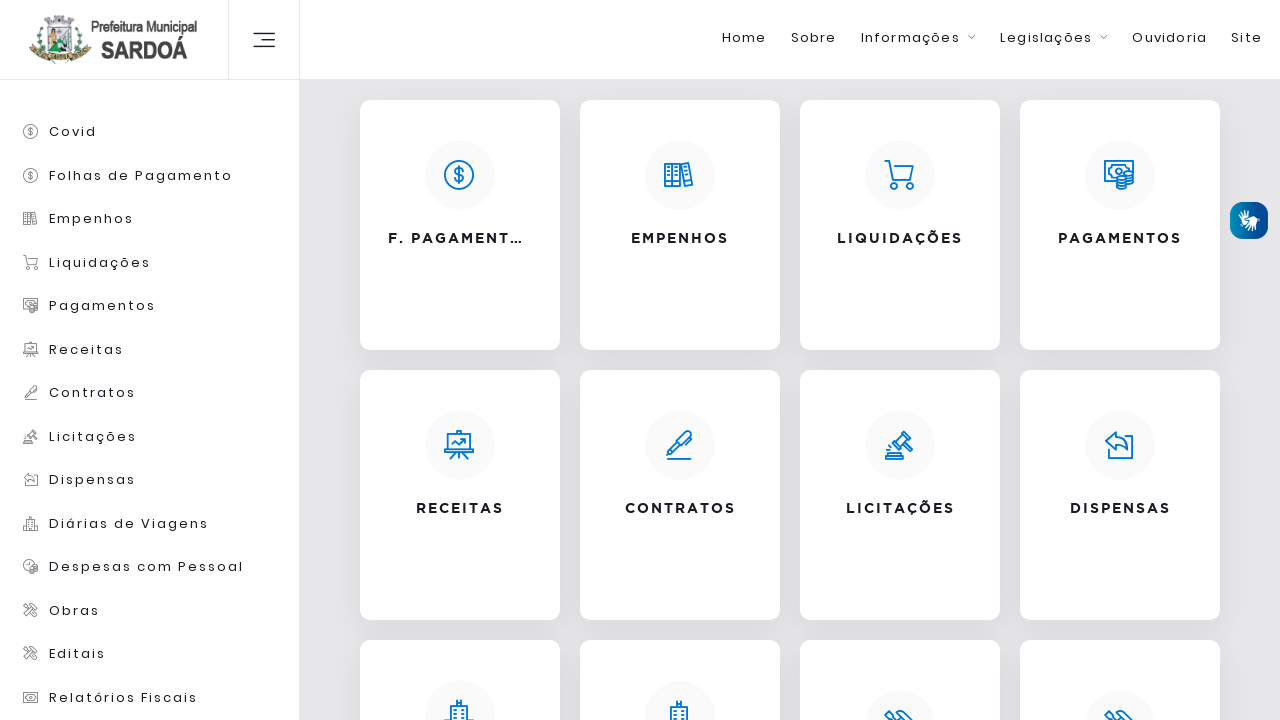 Prefeitura Municipal
SARDOÁ
Home
Sobre
Informações
Legislações
Ouvidoria
Site
Covid
Folhas de Pagamento
Empenhos
Liquidações
Pagamentos
Receitas
Contratos
Licitações
Dispensas
Diárias de Viagens
Despesas com Pessoal
Obras
Editais
Relatórios Fiscais
F. PAGAMENT...
EMPENHOS
LIQUIDAÇÕES
PAGAMENTOS
RECEITAS
CONTRATOS
LICITAÇÕES
DISPENSAS